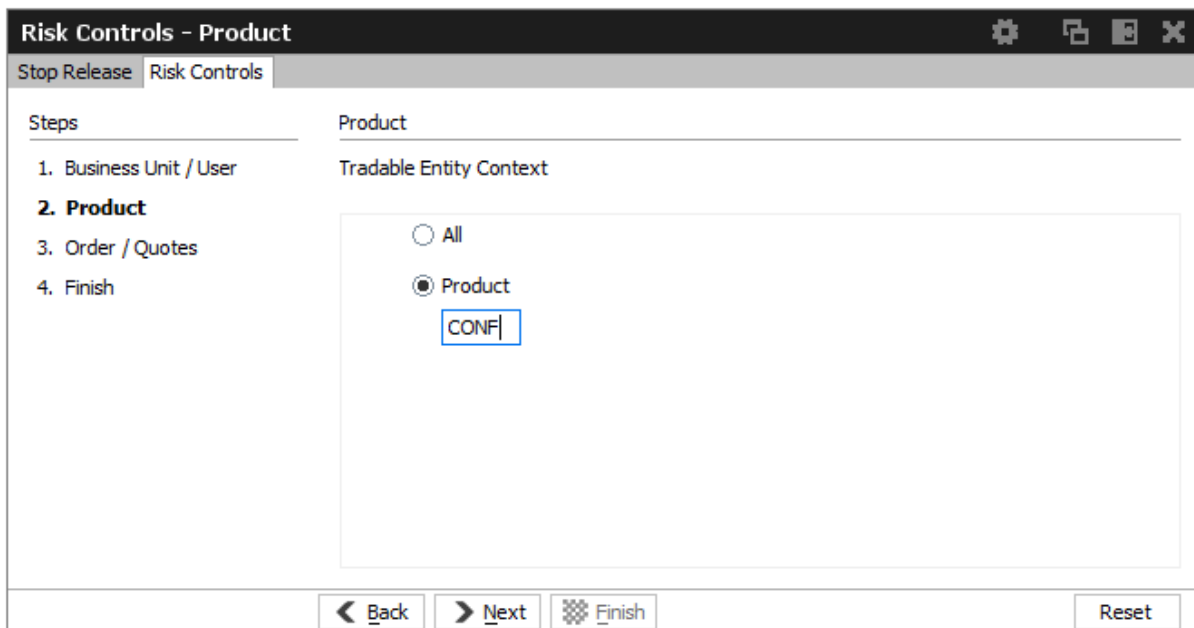 Risk Controls - Product
Stop Release Risk Controls
Steps
1. Business Unit / User
2. Product
3. Order / Quotes
4. Finish
Product
Tradable Entity Context
All
Product
CONF
Back Next Finish Reset